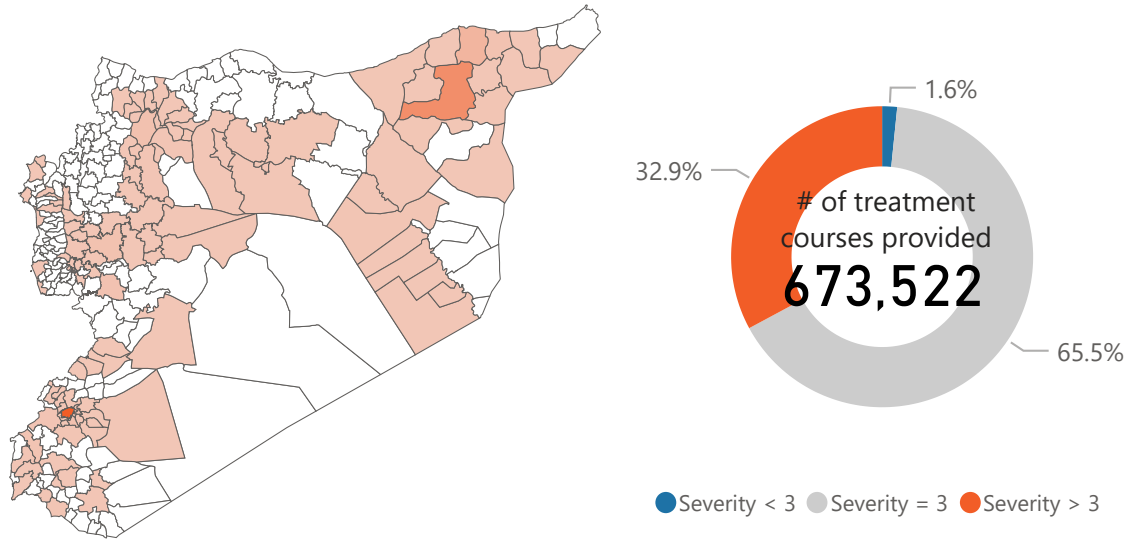 1.6%
32.9%
# of treatment
courses provided
673,522
65.5%
Severity < 3 Severity = 3 Severity > 3